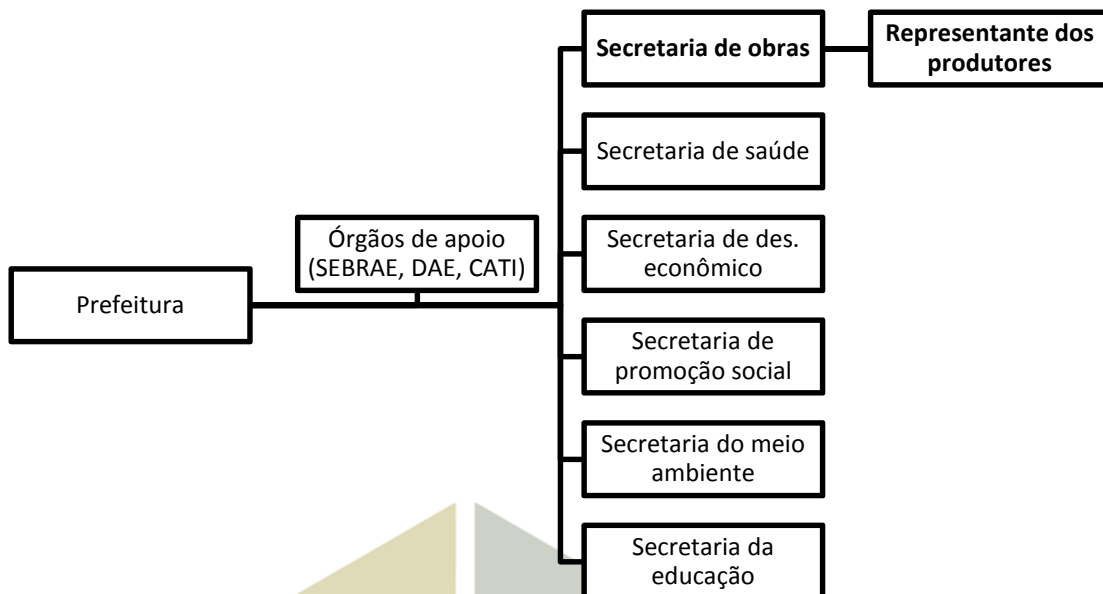 Secretaria de obras
Representante dos
produtores
Secretaria de saúde
Órgãos de apoio
(SEBRAE, DAE, CATI)
Secretaria de des.
econômico
Prefeitura
Secretaria de
promoção social
Secretaria do meio
ambiente
Secretaria da
educação